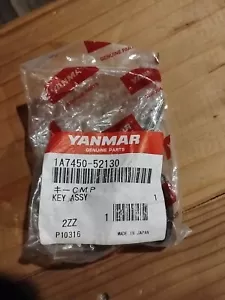 YANMAR
GENUINE PARTS
1A7450-52130
キーCMP
KEY ASSY 1
2ZZ 1
P10316 MADE IN JAPAN